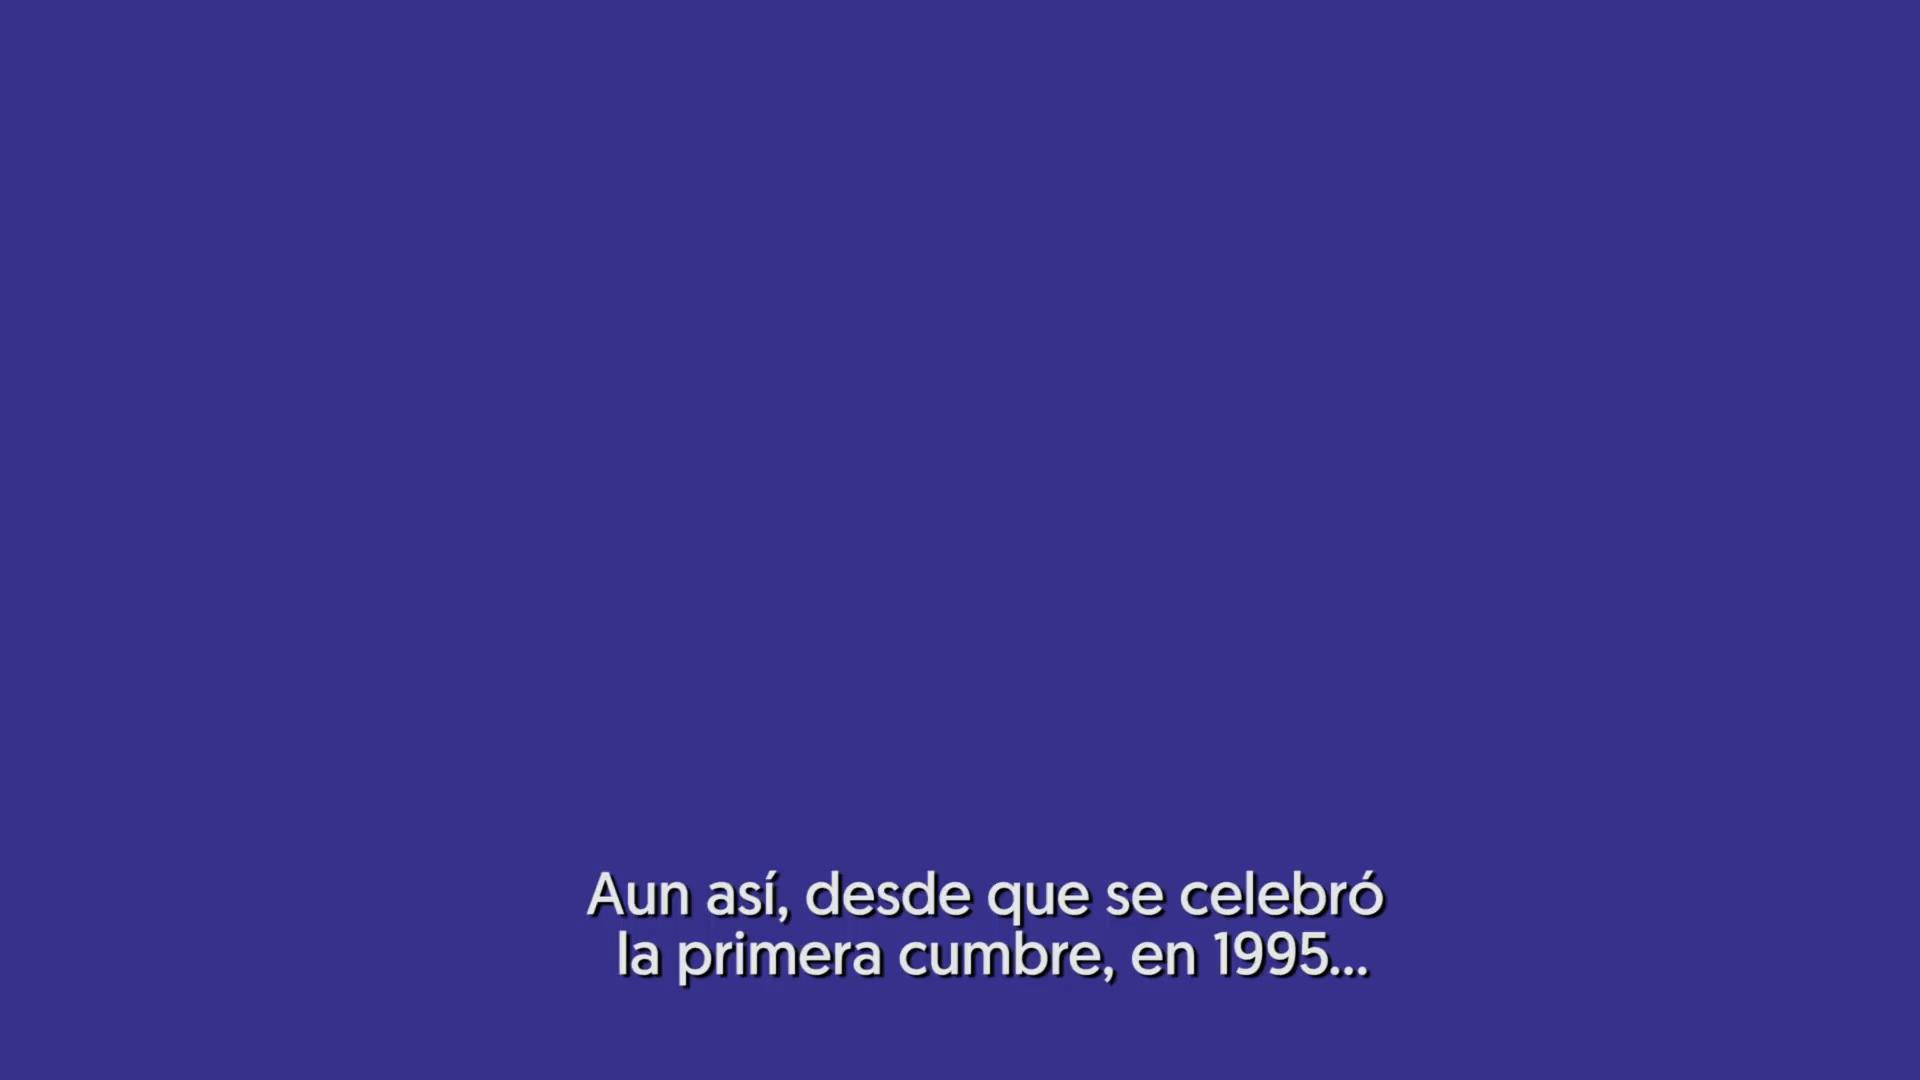 Aun así, desde que se celebró
la primera cumbre, en 1995...